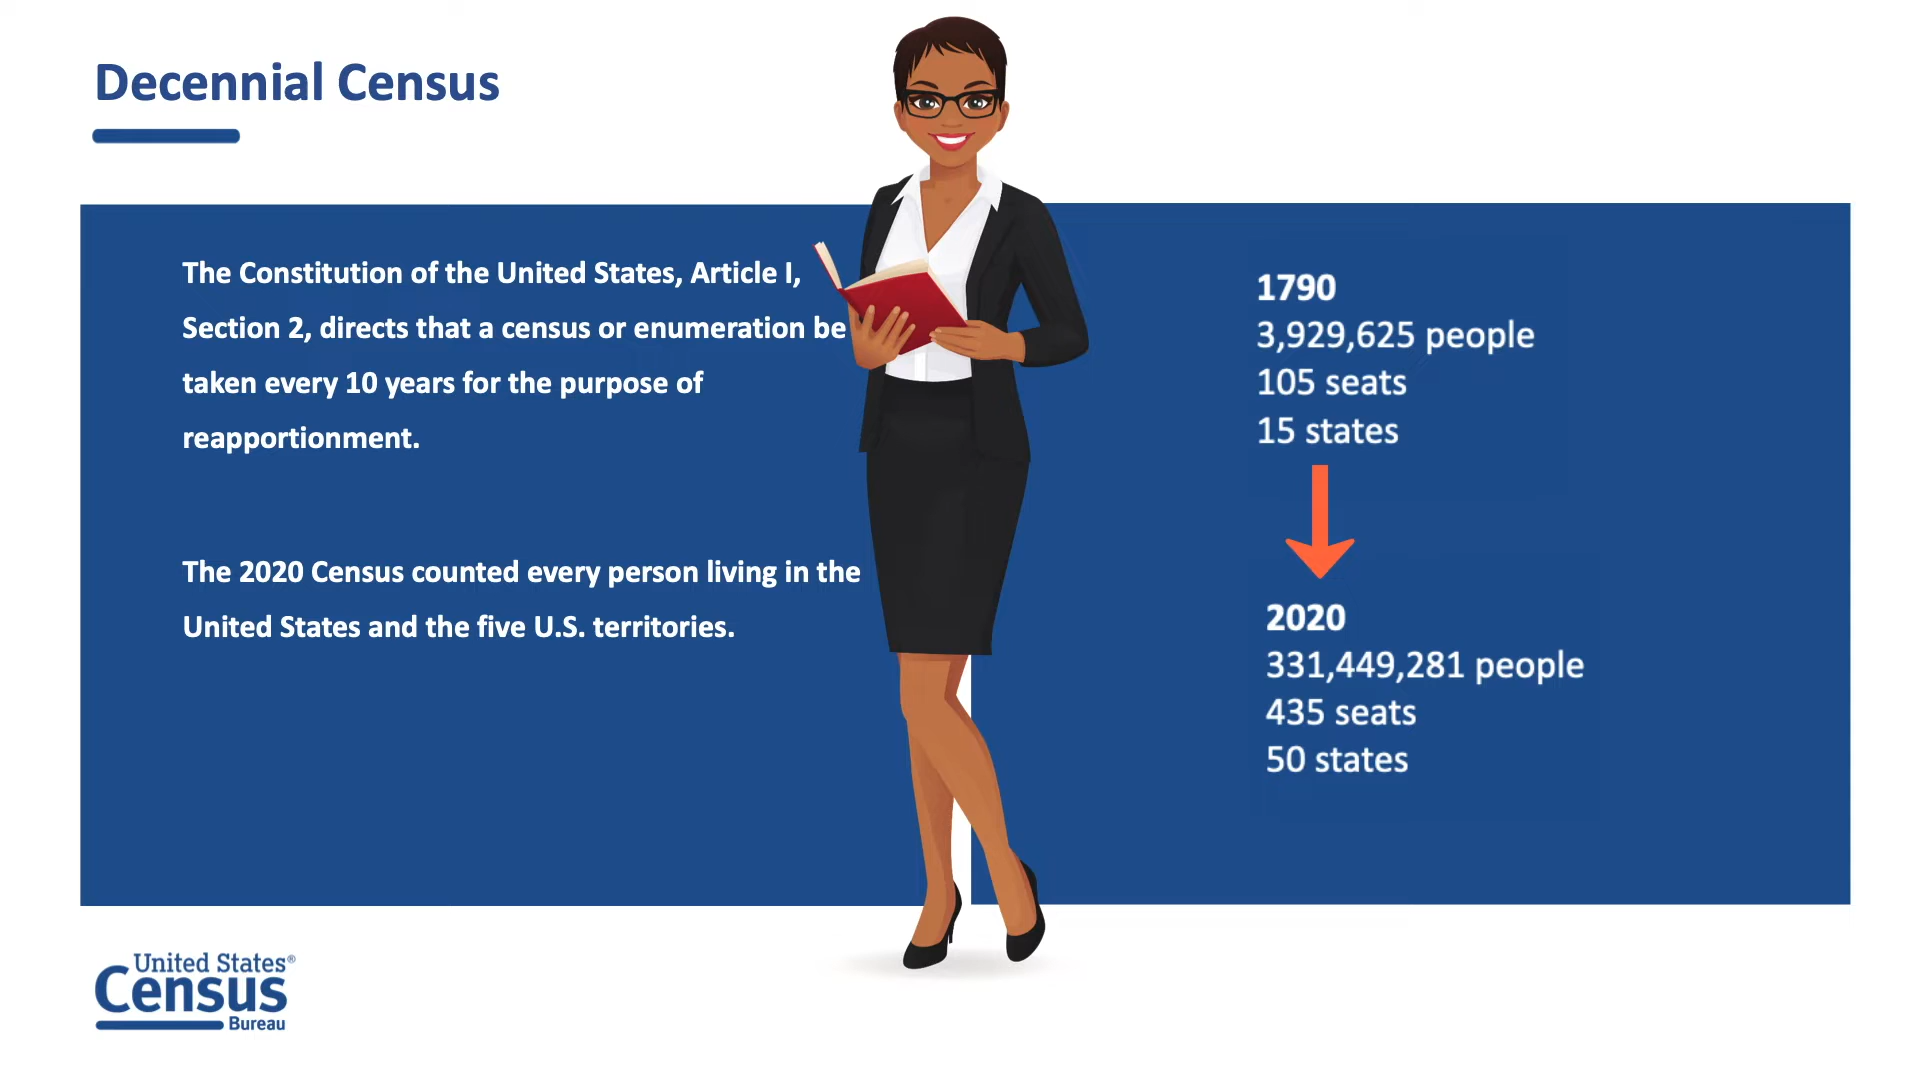 Decennial Census
The Constitution of the United States, Article I,
Section 2, directs that a census or enumeration be
taken every 10 years for the purpose of
reapportionment.
The 2020 Census counted every person living in the
United States and the five U.S. territories.
1790
3,929,625 people
105 seats
15 states
2020
331,449,281 people
435 seats
50 states
United States®
Census
Bureau